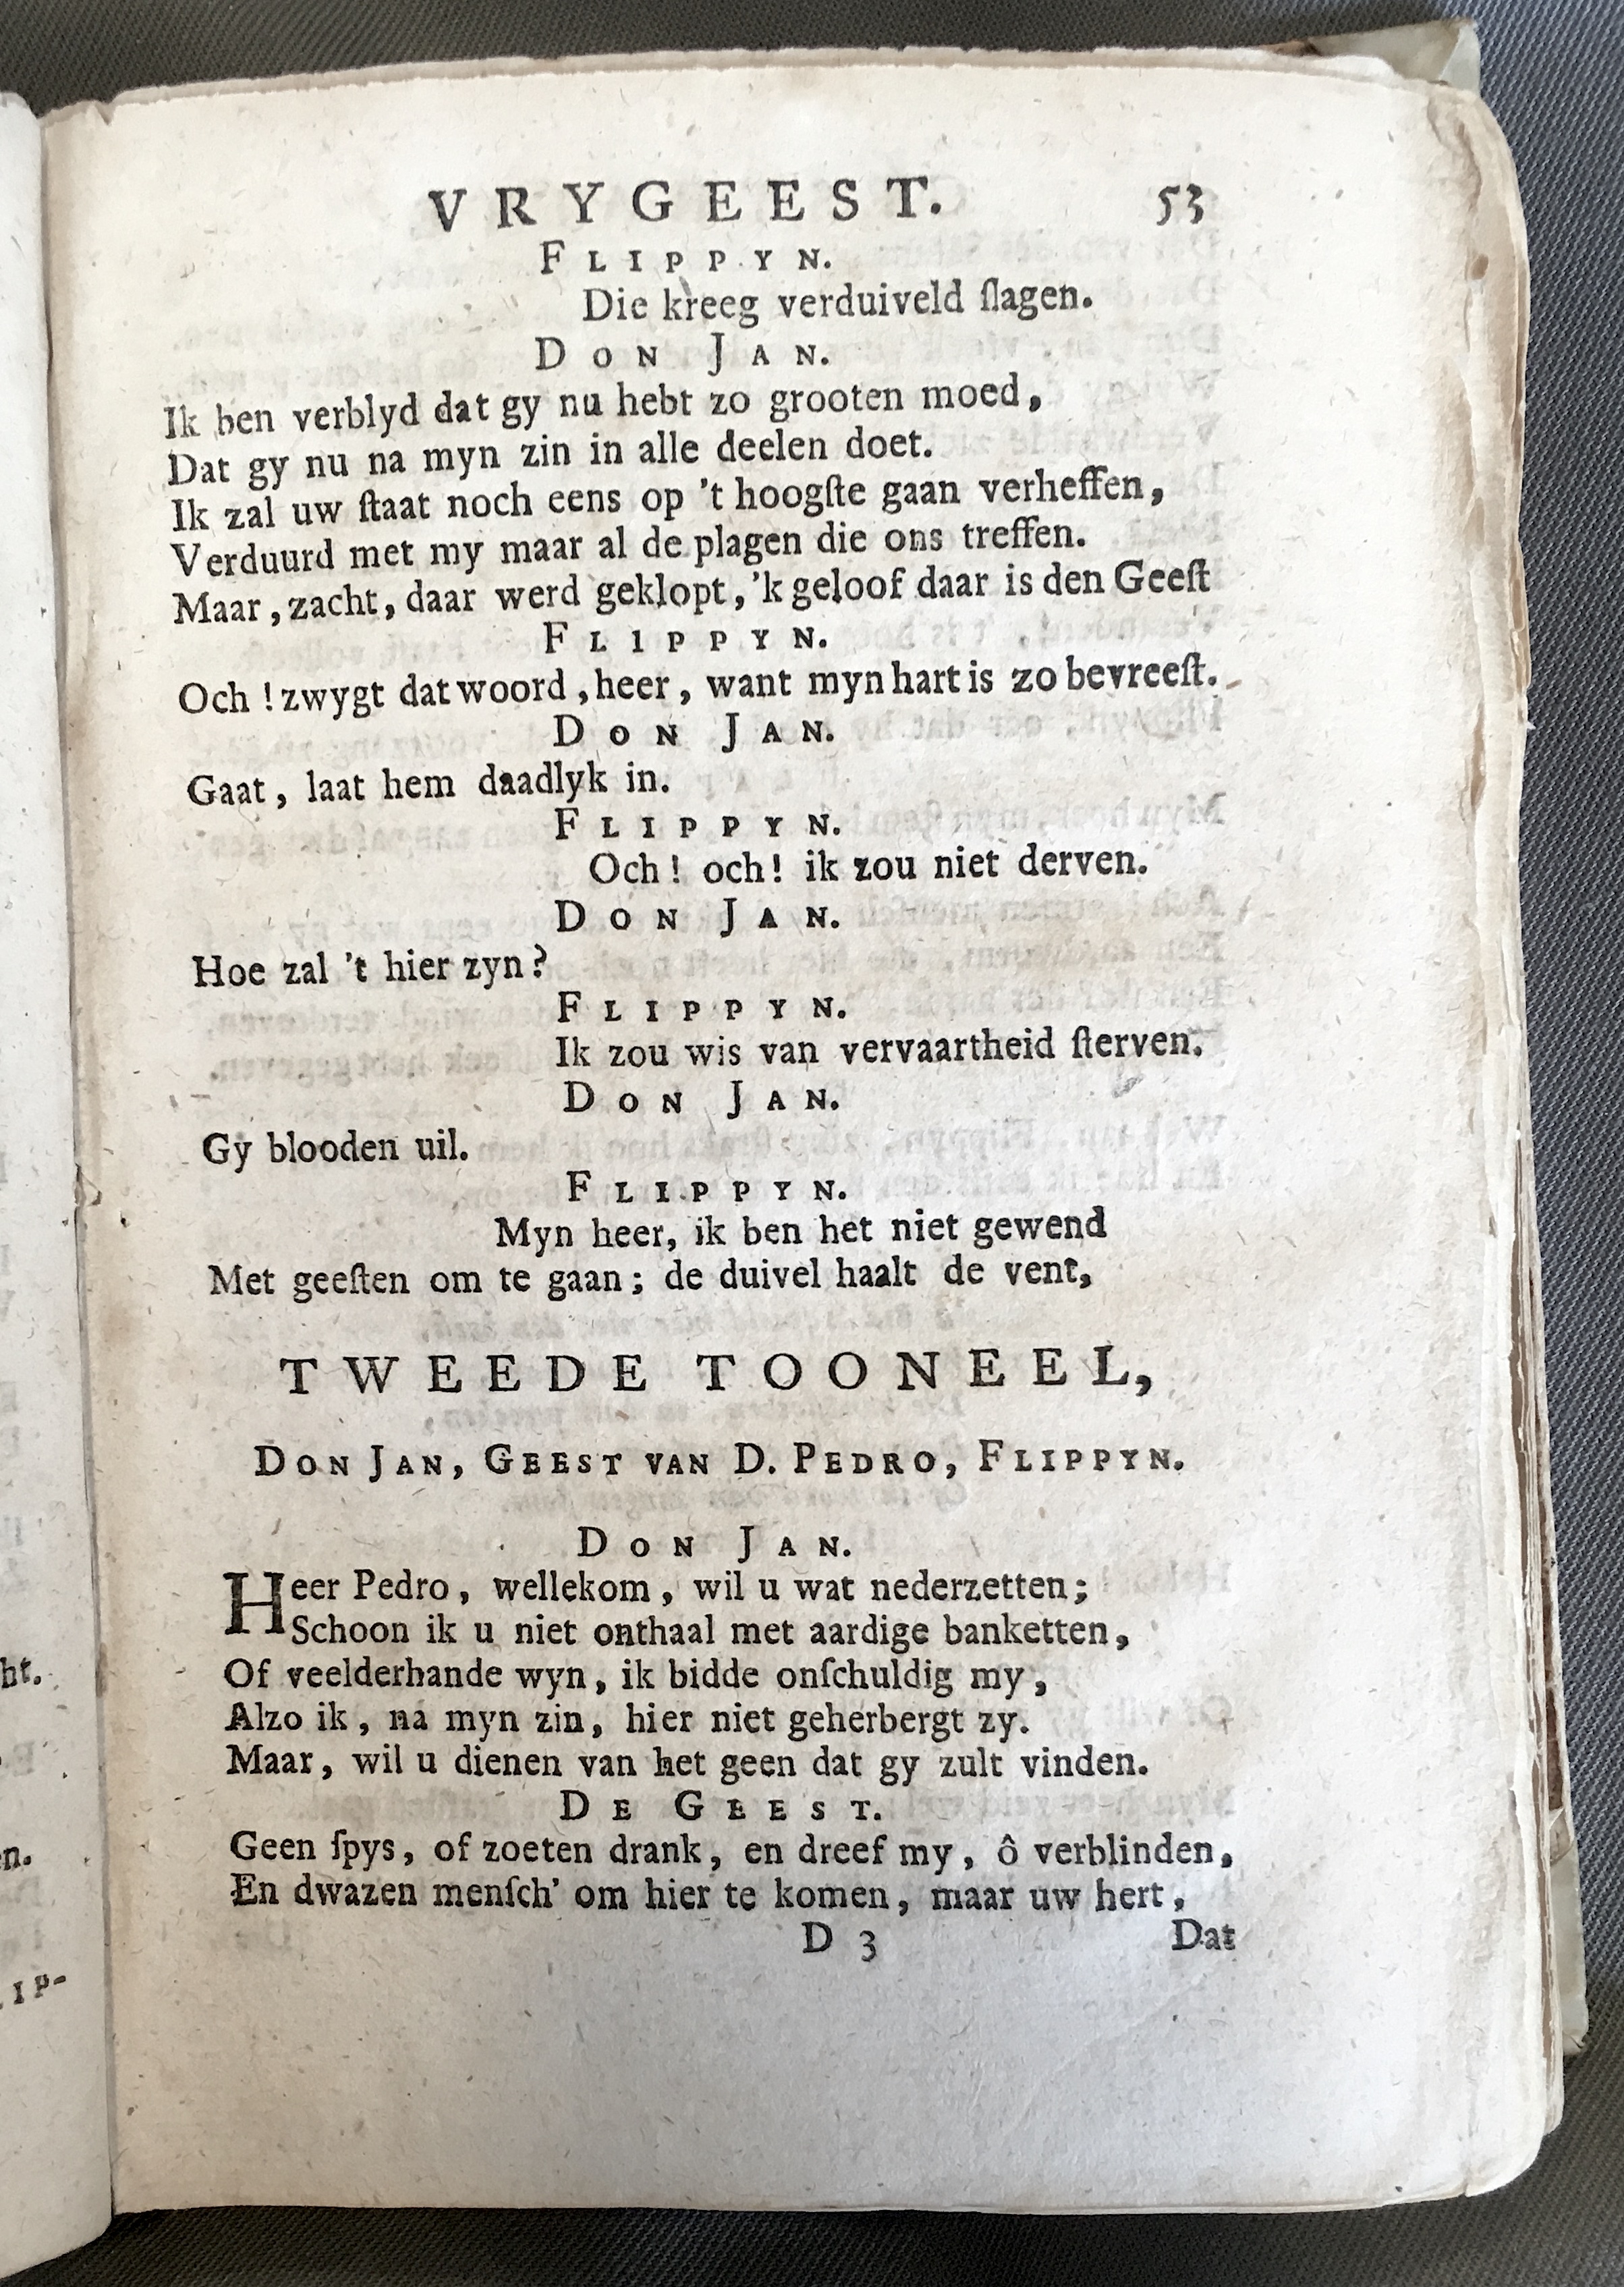 VRYGEEST. 53
FLIPPYN.
Die kreeg verduiveld ſlagen.
DON JAN.
Ik ben verblyd dat gy nu hebt zo grooten moed,
Dat gy nu na myn zin in alle deelen doet.
Ik zal uw ſtaat noch eens op 't hoogſte gaan verheffen,
Verduurd met my maar al de plagen die ons treffen.
Maar, zacht, daar werd geklopt, 'k geloof daar is den Geeſt
FLIPPYN.
Och! zwygt dat woord, heer, want myn hart is zo bevreeſt.
DON JAN.
Gaat, laat hem daadlyk in.
FLIPPYN.
Och! och! ik zou niet derven.
DON JAN.
Hoe zal 't hier zyn?
FLIPPYN.
Ik zou wis van vervaartheid ſterven.
DON JAN.
Gy blooden uil.
FLIPPYN.
Myn heer, ik ben het niet gewend
Met geeſten om te gaan; de duivel haalt de vent,
TWEEDE TOONEEL,
DON JAN, GEEST VAN D. PEDRO, FLIPPYN.
DON JAN.
Heer Pedro, wellekom, wil u wat nederzetten;
Schoon ik u niet onthaal met aardige banketten,
Of veelderhande wyn, ik bidde onſchuldig my,
Alzo ik, na myn zin, hier niet geherbergt zy.
Maar, wil u dienen van het geen dat gy zult vinden.
DE GEEST.
Geen ſpys, of zoeten drank, en dreef my, ô verblinden,
En dwazen menſch' om hier te komen, maar uw hert,
D 3 Dat